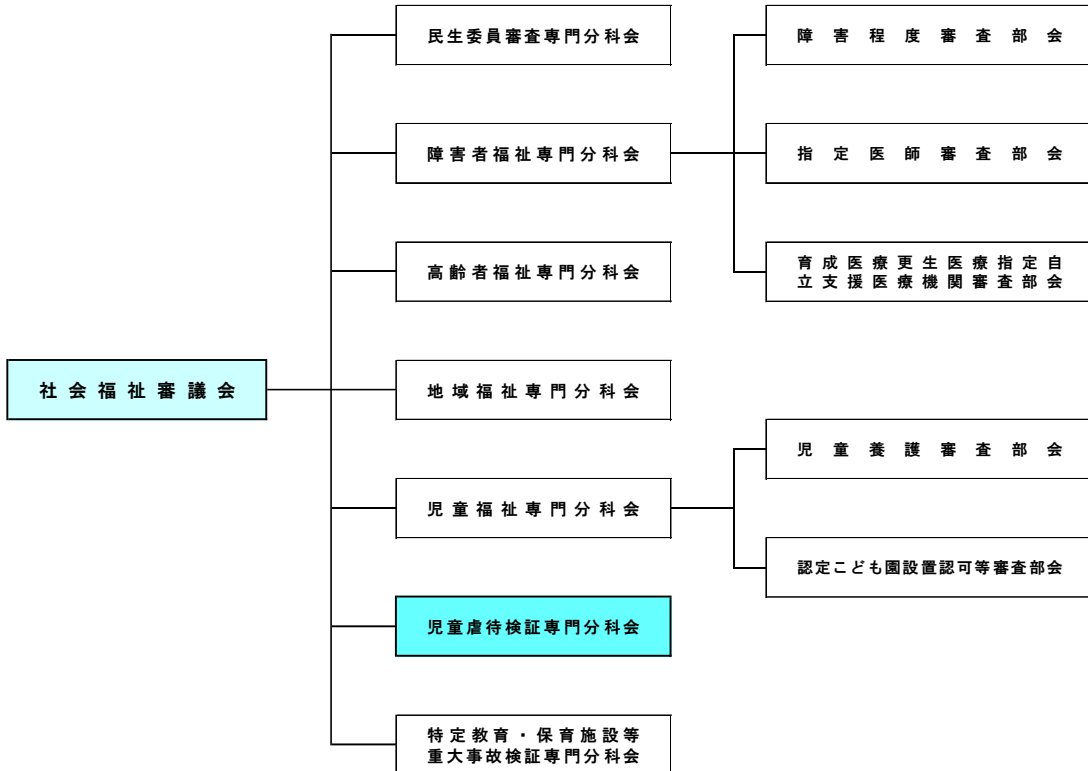 民生委員審査専門分科会
障害程度審査部会
障害者福祉専門分科会
指定医師審査部会
高齢者福祉専門分科会
育成医療更生医療指定自
立支援医療機関審査部会
社会福祉審議会
地域福祉専門分科会
児童養護審査部会
児童福祉専門分科会
認定こども園設置認可等審査部会
児童虐待検証専門分科会
特定教育・保育施設等
重大事故検証専門分科会